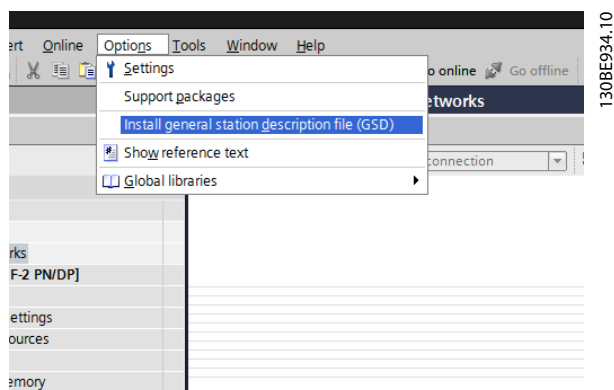 ert Online Options Tools Window Help
Settings
o online Go offline
Support packages
etworks
Install general station description file (GSD)
Show reference text
connection
Global libraries
rks
F-2 PN/DP]
ettings
ources
emory
130BE934.10